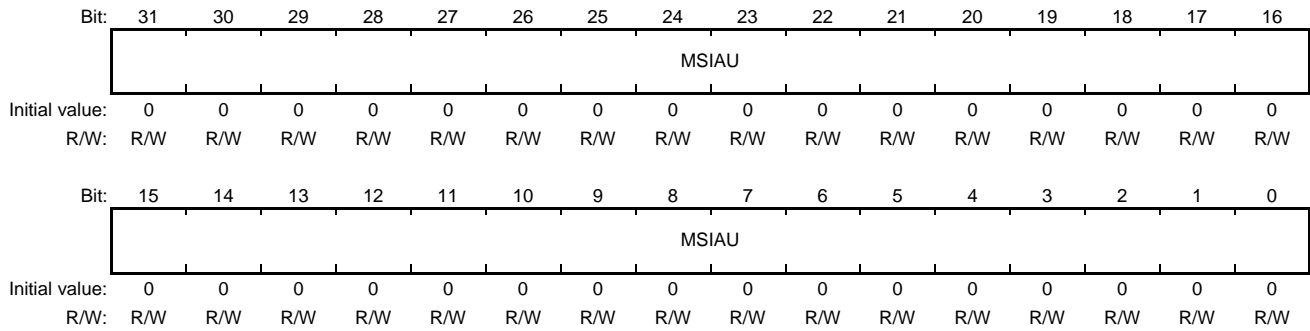 Bit: 31 30 29 28 27 26 25 24 23 22 21 20 19 18 17 16
MSIAU
Initial value: 0 0 0 0 0 0 0 0 0 0 0 0 0 0 0 0
R/W: R/W R/W R/W R/W R/W R/W R/W R/W R/W R/W R/W R/W R/W R/W R/W R/W
Bit: 15 14 13 12 11 10 9 8 7 6 5 4 3 2 1 0
MSIAU
Initial value: 0 0 0 0 0 0 0 0 0 0 0 0 0 0 0 0
R/W: R/W R/W R/W R/W R/W R/W R/W R/W R/W R/W R/W R/W R/W R/W R/W R/W